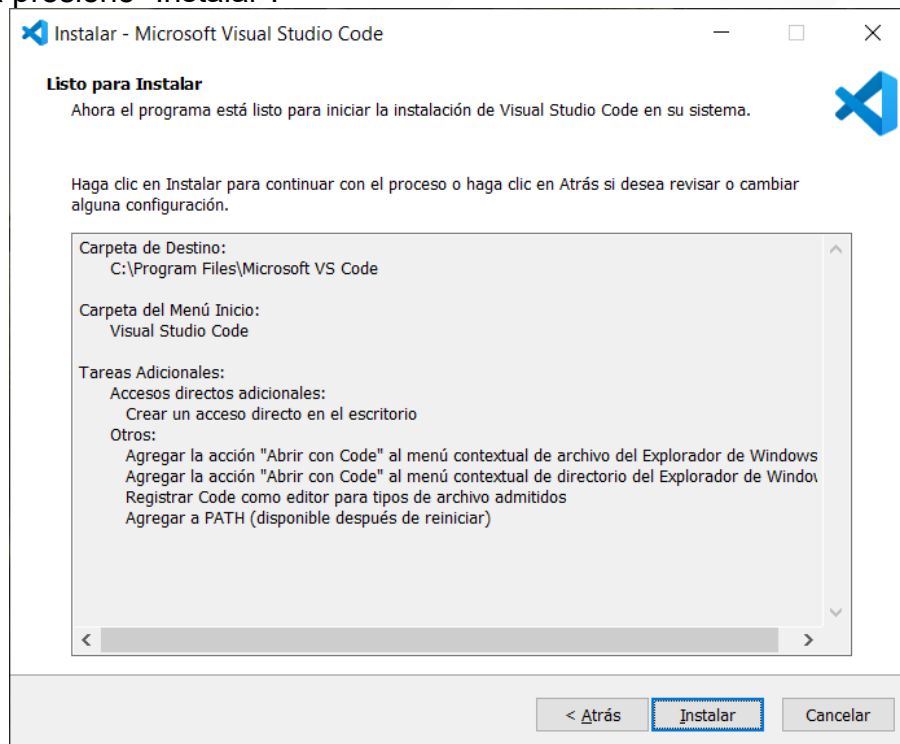 presione "Instalar".
Instalar - Microsoft Visual Studio Code
Listo para Instalar
Ahora el programa está listo para iniciar la instalación de Visual Studio Code en su sistema.
Haga clic en Instalar para continuar con el proceso o haga clic en Atrás si desea revisar o cambiar
alguna configuración.
Carpeta de Destino:
C:\Program Files\Microsoft VS Code
Carpeta del Menú Inicio:
Visual Studio Code
Tareas Adicionales:
Accesos directos adicionales:
Crear un acceso directo en el escritorio
Otros:
Agregar la acción "Abrir con Code" al menú contextual de archivo del Explorador de Windows
Agregar la acción "Abrir con Code" al menú contextual de directorio del Explorador de Window
Registrar Code como editor para tipos de archivo admitidos
Agregar a PATH (disponible después de reiniciar)
< Atrás Instalar Cancelar